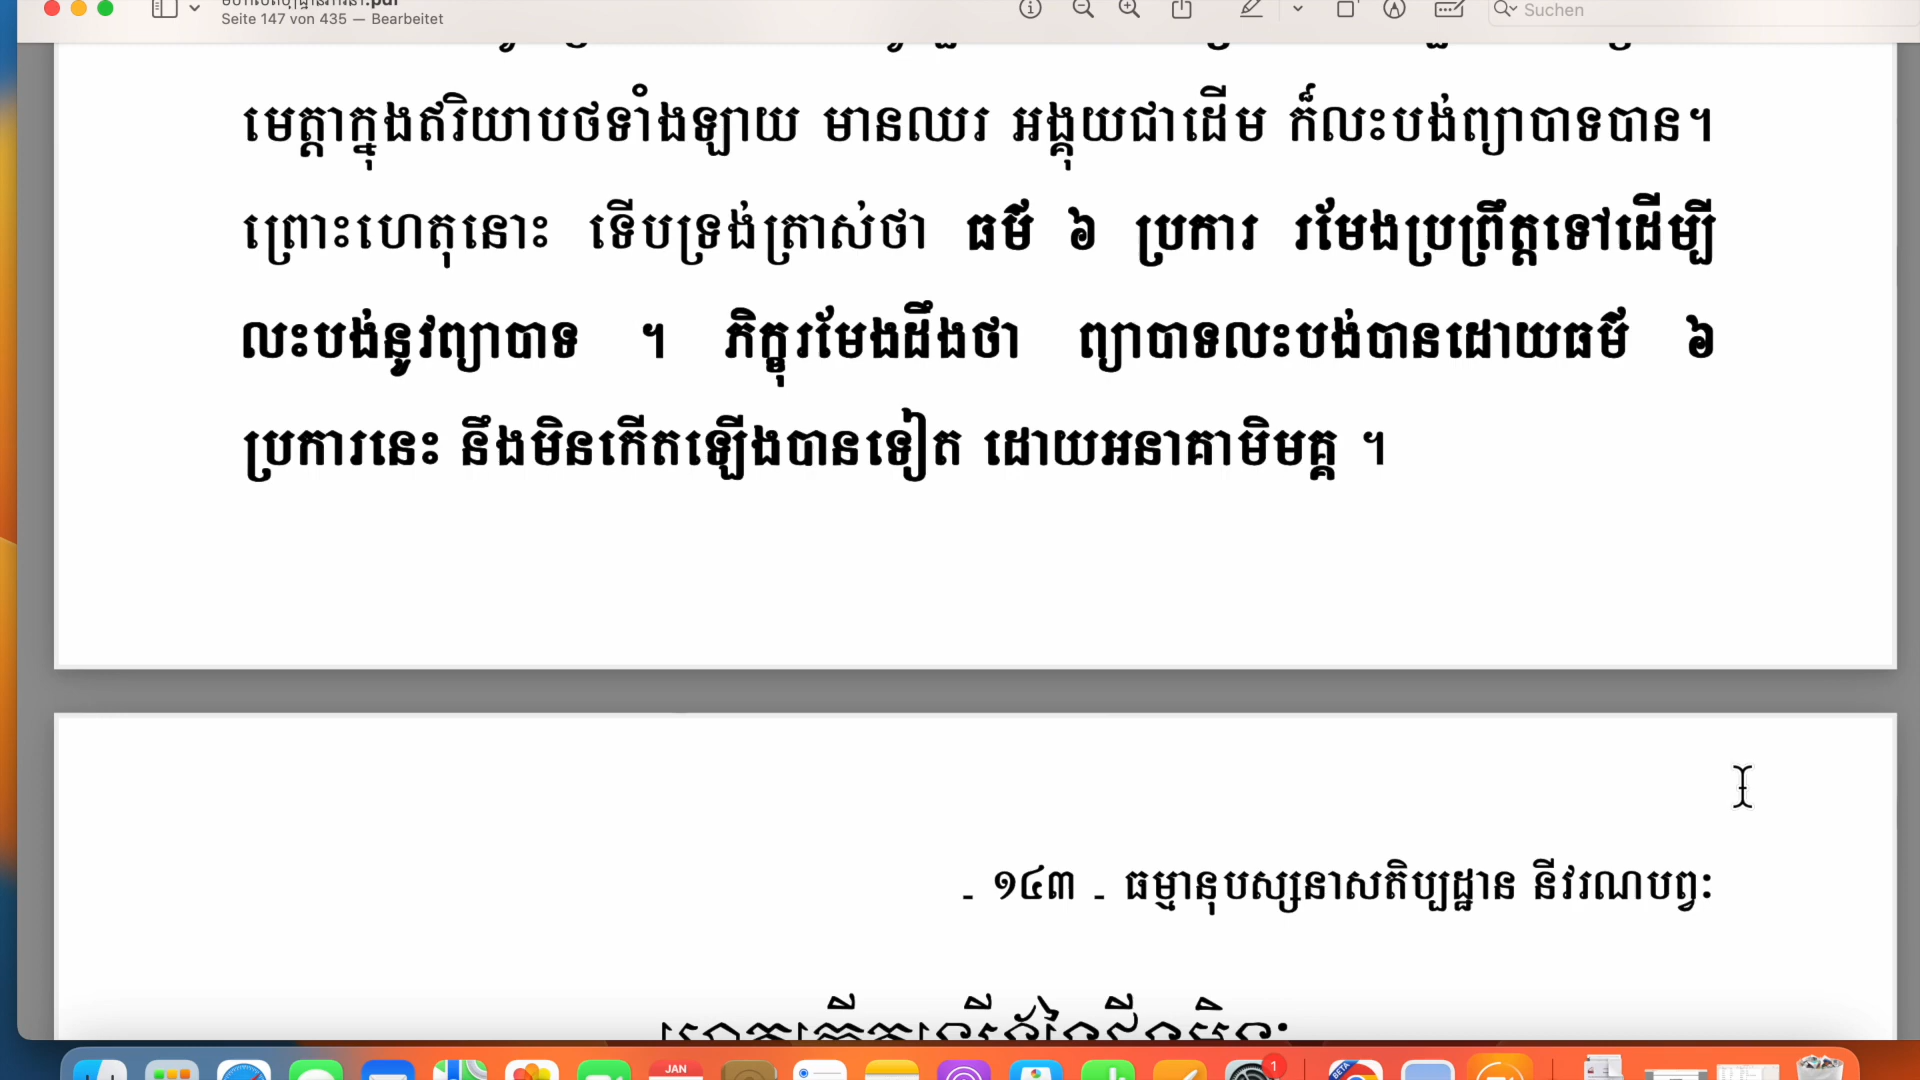 Seite 147 von 435 — Bearbeitet
Suchen
មេត្តាក្នុងឥរិយាបថទាំងឡាយ មានឈរ អង្គុយជាដើម ក៏លះបង់ព្យាបាទបាន។
ព្រោះហេតុនោះ ទើបទ្រង់ត្រាស់ថា ធម៌ ៦ ប្រការ រមែងប្រព្រឹត្តទៅដើម្បី
លះបង់នូវព្យាបាទ ។ ភិក្ខុរមែងដឹងថា ព្យាបាទលះបង់បានដោយធម៌ ៦
ប្រការនេះ នឹងមិនកើតឡើងបានទៀត ដោយអនាគាមិមគ្គ ។
- ១៤៣ - ធម្មានុបស្សនាសតិប្បដ្ឋាន នីវរណបព្វៈ
JAN
1
BETA